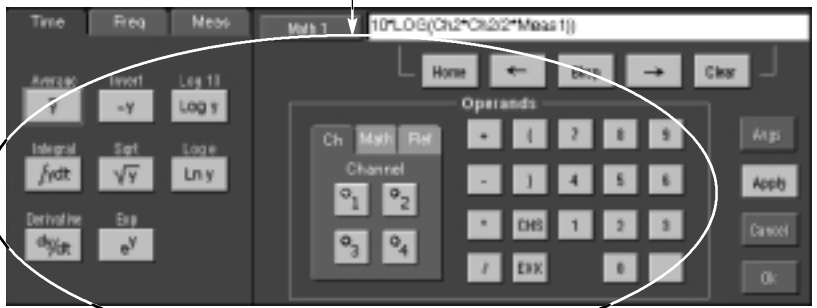 Time Freq Meas
Math 1 10*LOG(Ch2*Ch2/2*Meas1))
Home ← Bksp → Clear
Average Invert Log 10
y -y Log y
Integral Sqrt Log e
∫ydt √y Ln y
Derivative Exp
dy/dt e^y
Operands
Ch Math Ref
Channel
1 2
3 4
+ ( 7 8 9
- ) 4 5 6
* CHS 1 2 3
/ EXX 0
Avgs
Apply
Cancel
Ok